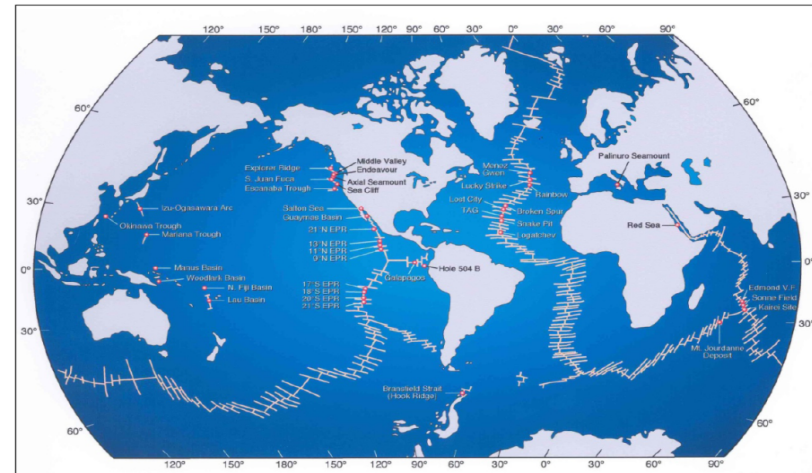 120° 150° 180° 150° 120° 90° 60° 30° 0° 30° 60° 90°
60°
60°
Middle Valley
Endeavour
Explorer Ridge
S. Juan Fuca
Axial Seamount
Escanaba Trough
Sea Cliff
Menez
Gwen
Lucky Strike
Rainbow
Palinuro Seamount
30°
30°
Izu-Ogasawara Arc
Okinawa Trough
Mariana Trough
Salton Sea
Guaymas Basin
21°N EPR
13°N EPR
11°N EPR
9°N EPR
Lost City
TAG
Broken Spur
Snake Pit
Logatchev
Red Sea
0°
0°
Manus Basin
Woodlark Basin
N. Fiji Basin
Lau Basin
Galapagos
Hole 504 B
17°S EPR
18°S EPR
20°S EPR
21°S EPR
Edmond V.F.
Sonne Field
Kairei Site
30°
30°
Mt. Jourdanne
Deposit
Bransfield Strait
(Hook Ridge)
60°
60°
120° 150° 180° 150° 120° 90° 60° 30° 0° 30° 60° 90°